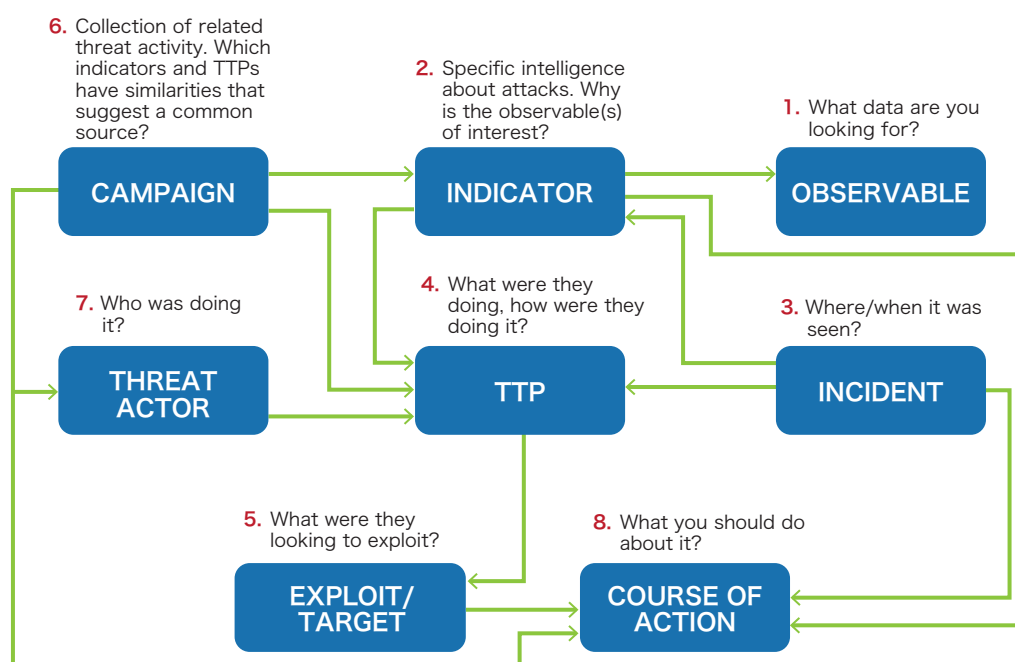 6. Collection of related
threat activity. Which
indicators and TTPs
have similarities that
suggest a common
source?
CAMPAIGN
2. Specific intelligence
about attacks. Why
is the observable(s)
of interest?
INDICATOR
1. What data are you
looking for?
OBSERVABLE
7. Who was doing
it?
THREAT
ACTOR
4. What were they
doing, how were they
doing it?
TTP
3. Where/when it was
seen?
INCIDENT
5. What were they
looking to exploit?
EXPLOIT/
TARGET
8. What you should do
about it?
COURSE OF
ACTION